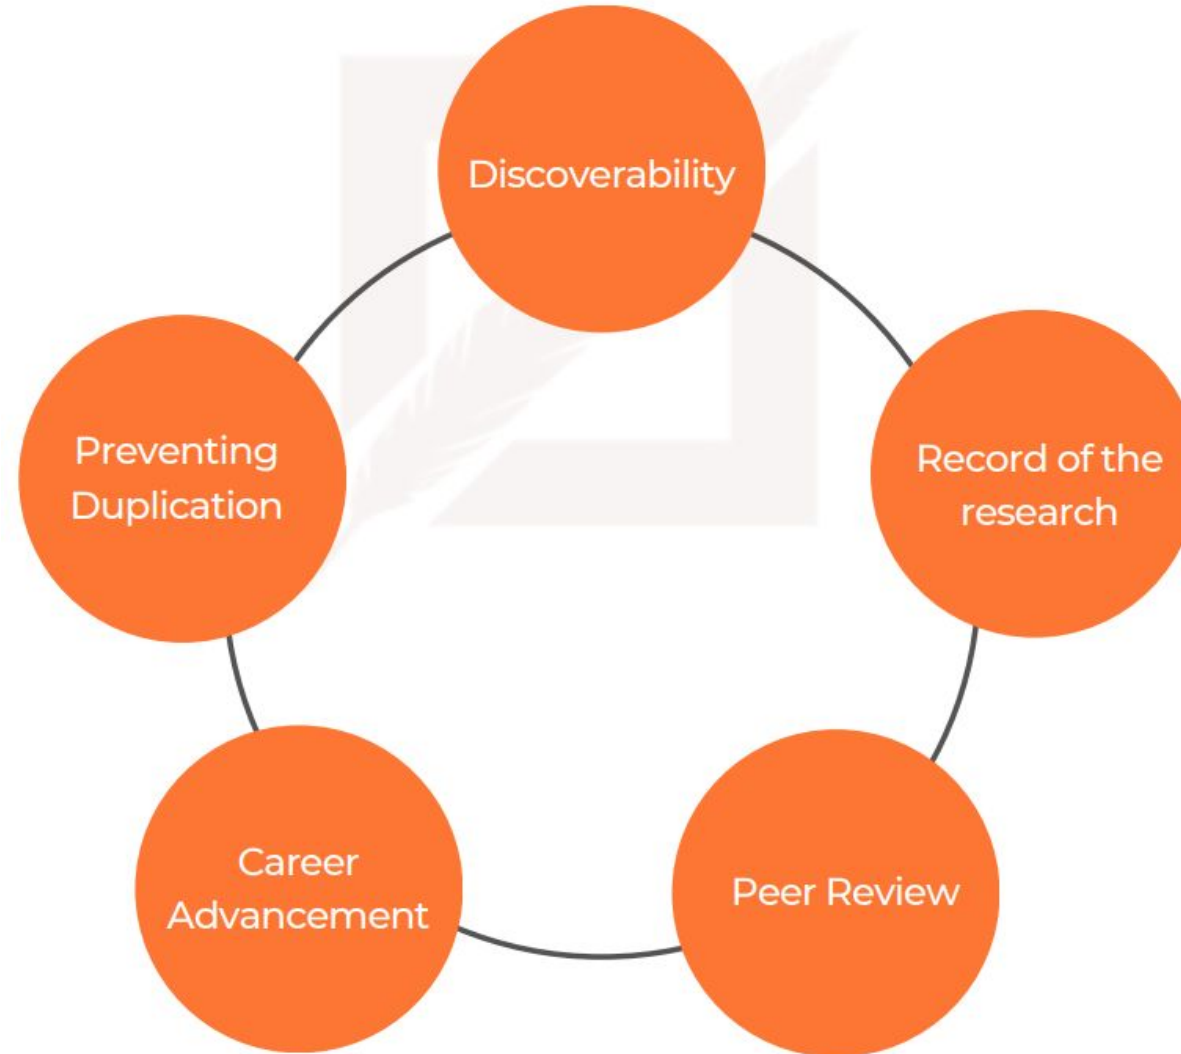 Discoverability
Preventing
Duplication
Record of the
research
Career
Advancement
Peer Review